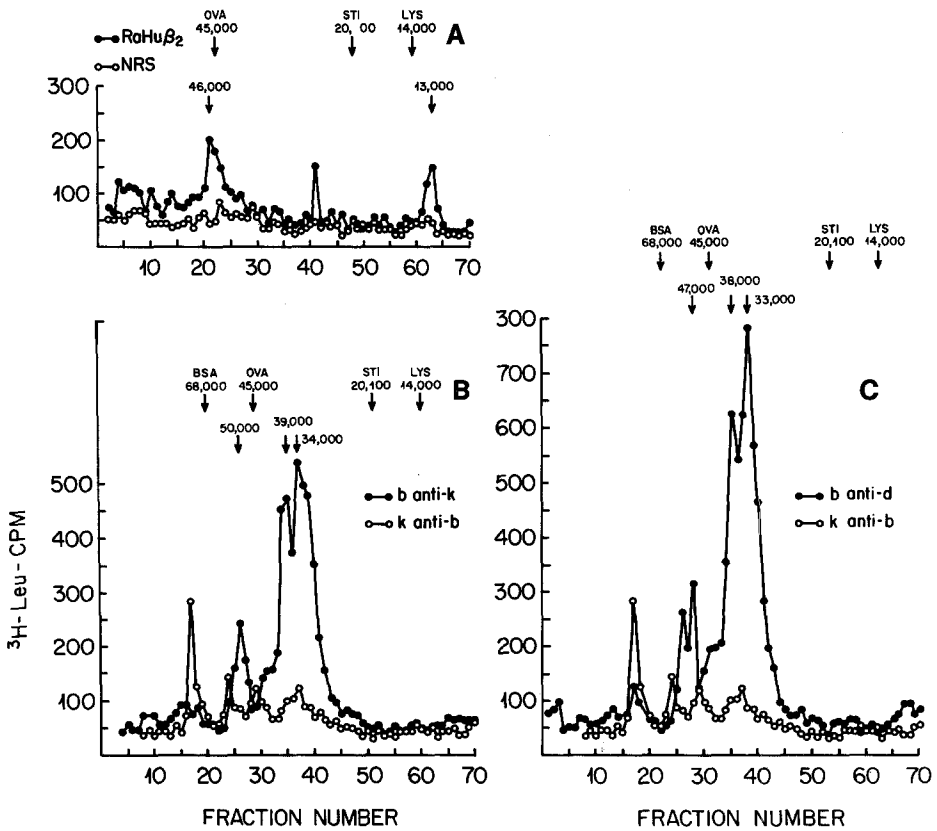 OVA STI LYS A
45,000 20, 00 14,000
RaHuβ2
NRS
46,000 13,000
300
200
100
10 20 30 40 50 60 70
BSA OVA STI LYS B
68,000 45,000 20,100 14,000
50,000 39,000 34,000
b anti-k
k anti-b
500
400
300
200
100
10 20 30 40 50 60 70
³H-Leu-CPM
FRACTION NUMBER
BSA OVA STI LYS
68,000 45,000 20,100 14,000
47,000 38,000 33,000
C
b anti-d
k anti-b
300
700
600
500
400
300
200
100
10 20 30 40 50 60 70
FRACTION NUMBER